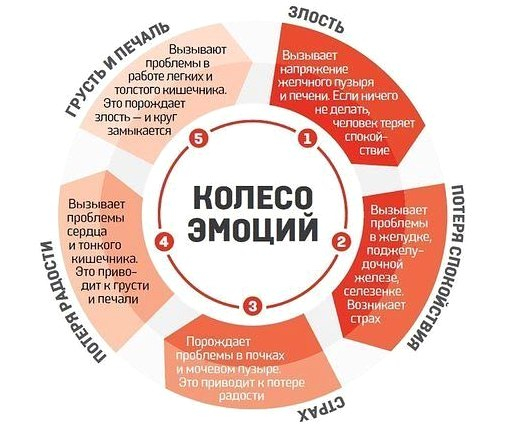 КОЛЕСО
ЭМОЦИЙ
ЗЛОСТЬ
1
Вызывает
напряжение
желчного пузыря
и печени. Если ничего
не делать,
человек теряет
спокой-
ствие
ПОТЕРЯ СПОКОЙСТВИЯ
2
Вызывает
проблемы
в желудке,
поджелу-
дочной
железе,
селезенке.
Возникает
страх
СТРАХ
3
Порождает
проблемы в почках
и мочевом пузыре.
Это приводит к потере
радости
ПОТЕРЯ РАДОСТИ
4
Вызывает
проблемы
сердца
и тонкого
кишечника.
Это приво-
дит к грусти
и печали
ГРУСТЬ И ПЕЧАЛЬ
5
Вызывают
проблемы в
работе легких и
толстого кишечника.
Это порождает
злость — и круг
замыкается